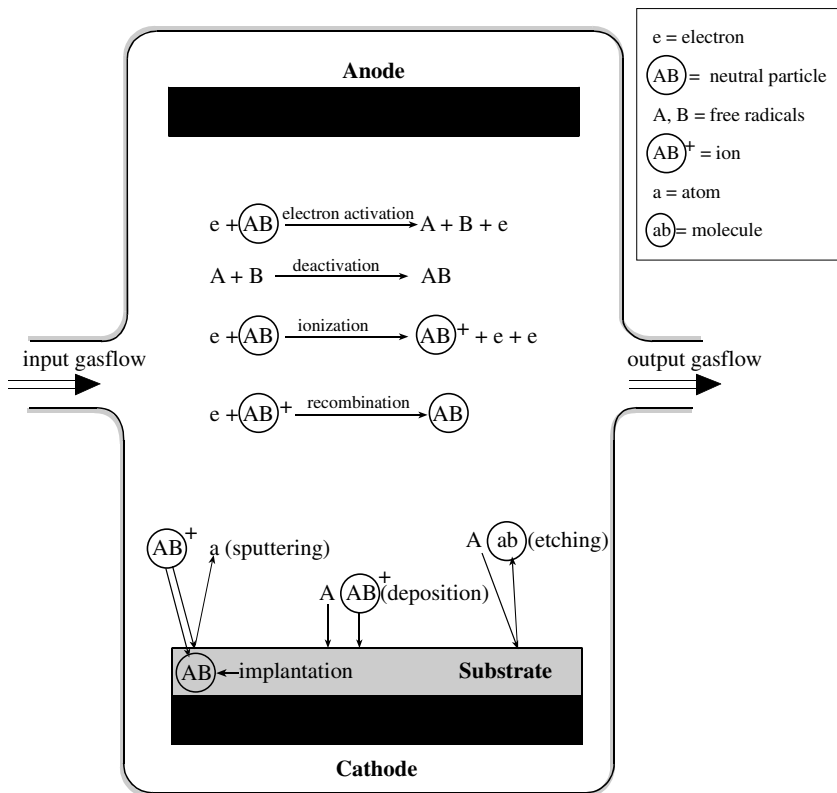 Anode
e + AB electron activation A + B + e
A + B deactivation AB
e + AB ionization AB+ + e + e
input gasflow
output gasflow
e + AB+ recombination AB
AB+ a (sputtering)
A AB+ (deposition)
A ab (etching)
AB implantation
Substrate
Cathode
e = electron
AB = neutral particle
A, B = free radicals
AB+ = ion
a = atom
ab = molecule